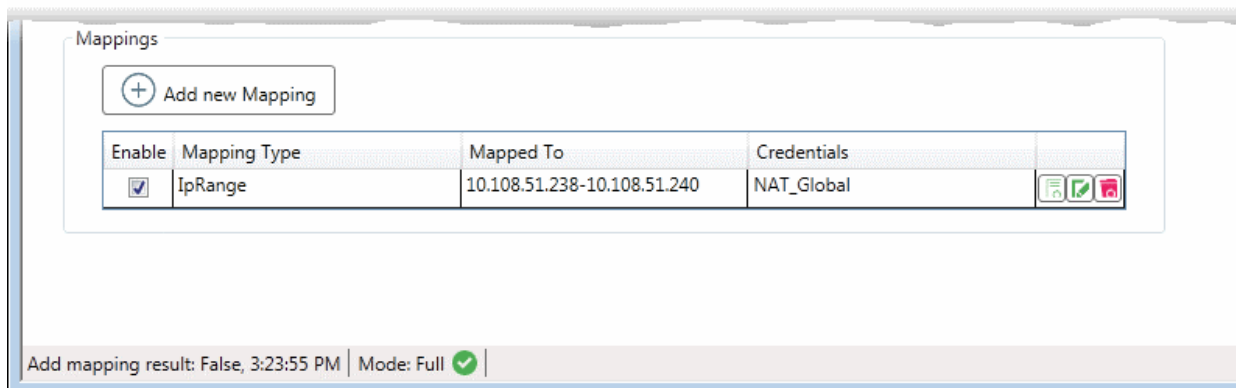 Mappings
Add new Mapping
Enable Mapping Type Mapped To Credentials
IpRange 10.108.51.238-10.108.51.240 NAT_Global
Add mapping result: False, 3:23:55 PM Mode: Full